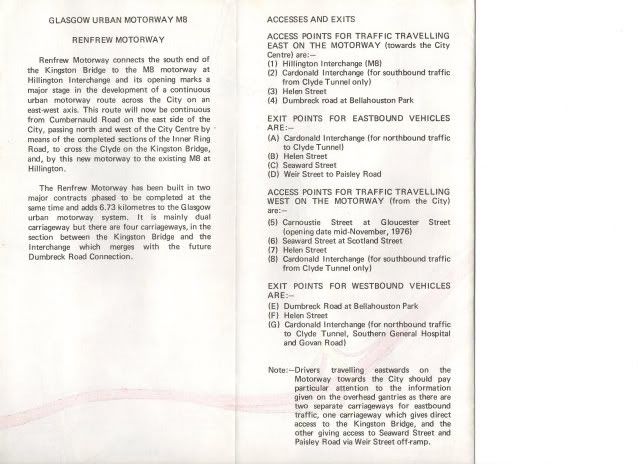 GLASGOW URBAN MOTORWAY M8
RENFREW MOTORWAY
Renfrew Motorway connects the south end of
the Kingston Bridge to the M8 motorway at
Hillington Interchange and its opening marks a
major stage in the development of a continuous
urban motorway route across the City on an
east-west axis. This route will now be continuous
from Cumbernauld Road on the east side of the
City, passing north and west of the City Centre by
means of the completed sections of the Inner Ring
Road, to cross the Clyde on the Kingston Bridge,
and, by this new motorway to the existing M8 at
Hillington.
The Renfrew Motorway has been built in two
major contracts phased to be completed at the
same time and adds 6.73 kilometres to the Glasgow
urban motorway system. It is mainly dual
carriageway but there are four carriageways, in the
section between the Kingston Bridge and the
Interchange which merges with the future
Dumbreck Road Connection.
ACCESSES AND EXITS
ACCESS POINTS FOR TRAFFIC TRAVELLING
EAST ON THE MOTORWAY (towards the City
Centre) are:—
(1) Hillington Interchange (M8)
(2) Cardonald Interchange (for southbound traffic
from Clyde Tunnel only)
(3) Helen Street
(4) Dumbreck road at Bellahouston Park
EXIT POINTS FOR EASTBOUND VEHICLES
ARE:—
(A) Cardonald Interchange (for northbound traffic
to Clyde Tunnel)
(B) Helen Street
(C) Seaward Street
(D) Weir Street to Paisley Road
ACCESS POINTS FOR TRAFFIC TRAVELLING
WEST ON THE MOTORWAY (from the City)
are:—
(5) Carnoustie Street at Gloucester Street
(opening date mid-November, 1976)
(6) Seaward Street at Scotland Street
(7) Helen Street
(8) Cardonald Interchange (for southbound traffic
from Clyde Tunnel only)
EXIT POINTS FOR WESTBOUND VEHICLES
ARE:—
(E) Dumbreck Road at Bellahouston Park
(F) Helen Street
(G) Cardonald Interchange (for northbound traffic
to Clyde Tunnel, Southern General Hospital
and Govan Road)
Note:—Drivers travelling eastwards on the
Motorway towards the City should pay
particular attention to the information
given on the overhead gantries as there are
two separate carriageways for eastbound
traffic, one carriageway which gives direct
access to the Kingston Bridge, and the
other giving access to Seaward Street and
Paisley Road via Weir Street off-ramp.